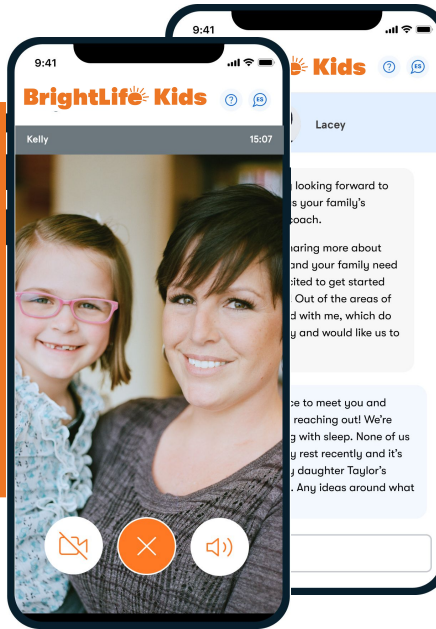 9:41
BrightLife Kids
ES
Kelly
15:07
9:41
Kids
ES
Lacey
looking forward to
s your family's
coach.
haring more about
and your family need
cited to get started
Out of the areas of
d with me, which do
y and would like us to
ce to meet you and
reaching out! We're
g with sleep. None of us
y rest recently and it's
daughter Taylor's
. Any ideas around what